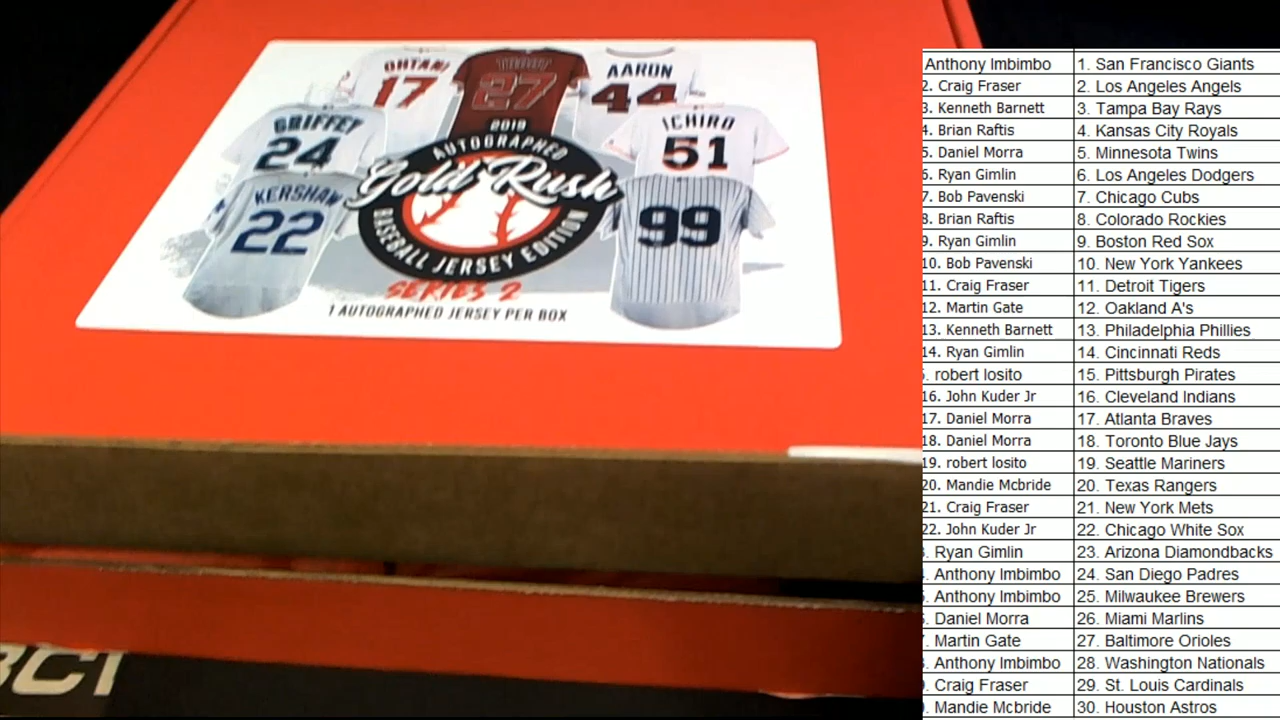 OHTANI
17
27
AARON
44
GRIFFEY
24
ICHIRO
51
KERSHAW
22
99
2019
AUTOGRAPHED
Gold Rush
BASEBALL JERSEY EDITION
SERIES 2
1 AUTOGRAPHED JERSEY PER BOX
BCI
Anthony Imbimbo 1. San Francisco Giants
2. Craig Fraser 2. Los Angeles Angels
3. Kenneth Barnett 3. Tampa Bay Rays
4. Brian Raftis 4. Kansas City Royals
5. Daniel Morra 5. Minnesota Twins
6. Ryan Gimlin 6. Los Angeles Dodgers
7. Bob Pavenski 7. Chicago Cubs
8. Brian Raftis 8. Colorado Rockies
9. Ryan Gimlin 9. Boston Red Sox
10. Bob Pavenski 10. New York Yankees
11. Craig Fraser 11. Detroit Tigers
12. Martin Gate 12. Oakland A's
13. Kenneth Barnett 13. Philadelphia Phillies
14. Ryan Gimlin 14. Cincinnati Reds
. robert losito 15. Pittsburgh Pirates
16. John Kuder Jr 16. Cleveland Indians
17. Daniel Morra 17. Atlanta Braves
18. Daniel Morra 18. Toronto Blue Jays
19. robert losito 19. Seattle Mariners
20. Mandie Mcbride 20. Texas Rangers
21. Craig Fraser 21. New York Mets
22. John Kuder Jr 22. Chicago White Sox
. Ryan Gimlin 23. Arizona Diamondbacks
. Anthony Imbimbo 24. San Diego Padres
. Anthony Imbimbo 25. Milwaukee Brewers
. Daniel Morra 26. Miami Marlins
. Martin Gate 27. Baltimore Orioles
. Anthony Imbimbo 28. Washington Nationals
. Craig Fraser 29. St. Louis Cardinals
. Mandie Mcbride 30. Houston Astros